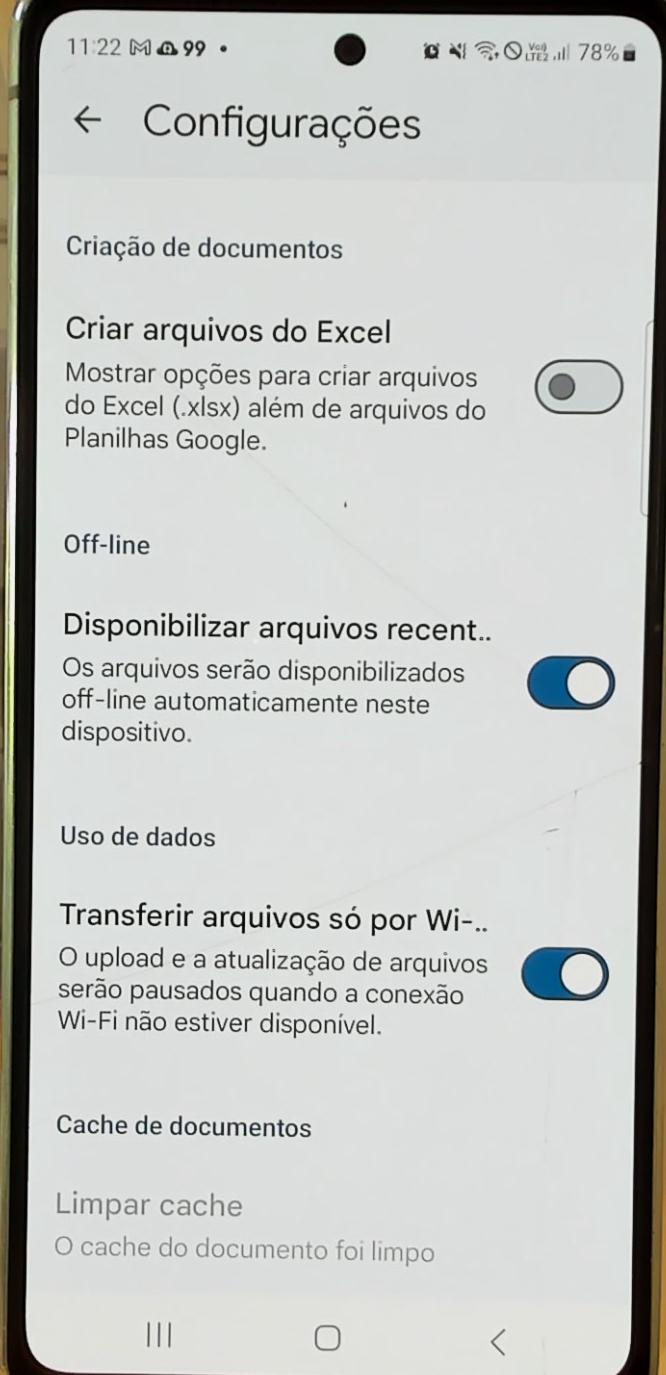 11:22 99
VoLTE2 78%
Configurações
Criação de documentos
Criar arquivos do Excel
Mostrar opções para criar arquivos
do Excel (.xlsx) além de arquivos do
Planilhas Google.
Off-line
Disponibilizar arquivos recent..
Os arquivos serão disponibilizados
off-line automaticamente neste
dispositivo.
Uso de dados
Transferir arquivos só por Wi-..
O upload e a atualização de arquivos
serão pausados quando a conexão
Wi-Fi não estiver disponível.
Cache de documentos
Limpar cache
O cache do documento foi limpo